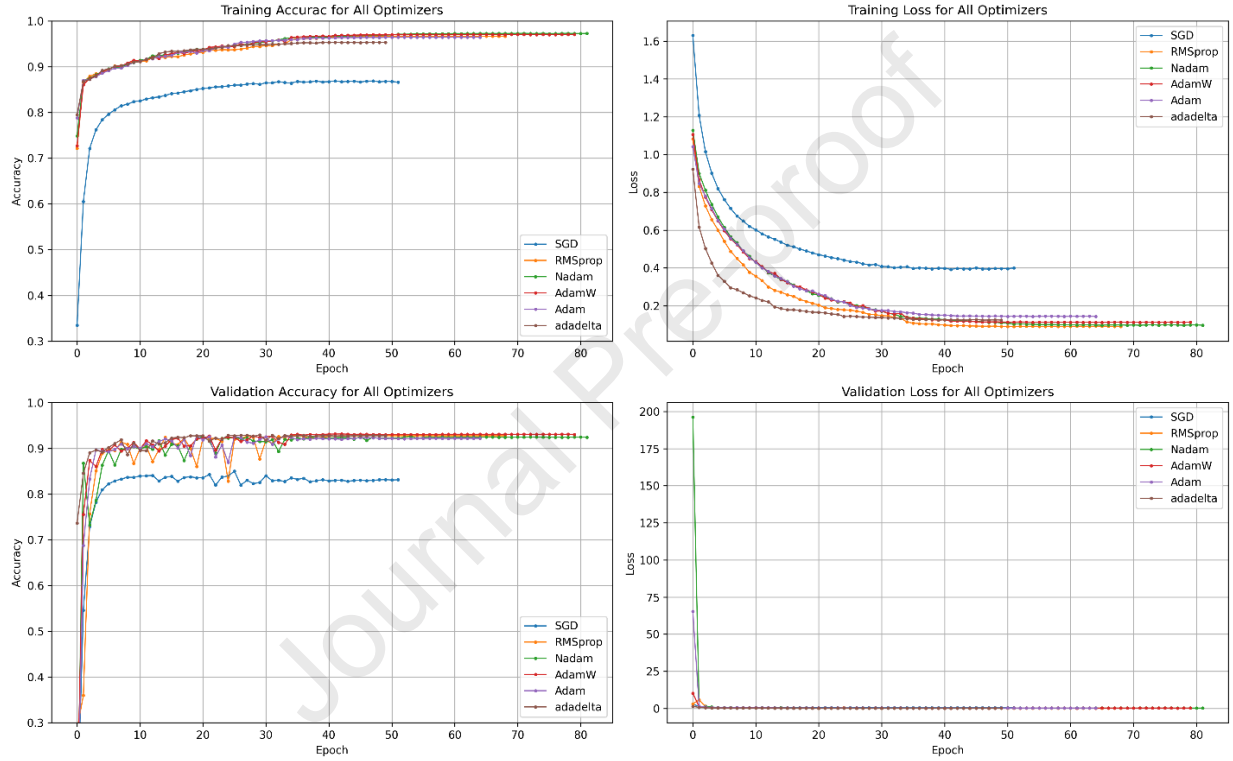 Training Accurac for All Optimizers
1.0
0.9
0.8
0.7
0.6
0.5
0.4
0.3
Accuracy
0 10 20 30 40 50 60 70 80
Epoch
SGD
RMSprop
Nadam
AdamW
Adam
adadelta
Training Loss for All Optimizers
1.6
1.4
1.2
1.0
0.8
0.6
0.4
0.2
Loss
0 10 20 30 40 50 60 70 80
Epoch
SGD
RMSprop
Nadam
AdamW
Adam
adadelta
Validation Accuracy for All Optimizers
1.0
0.9
0.8
0.7
0.6
0.5
0.4
0.3
Accuracy
0 10 20 30 40 50 60 70 80
Epoch
SGD
RMSprop
Nadam
AdamW
Adam
adadelta
Validation Loss for All Optimizers
200
175
150
125
100
75
50
25
0
Loss
0 10 20 30 40 50 60 70 80
Epoch
SGD
RMSprop
Nadam
AdamW
Adam
adadelta
Journal Pre-proof